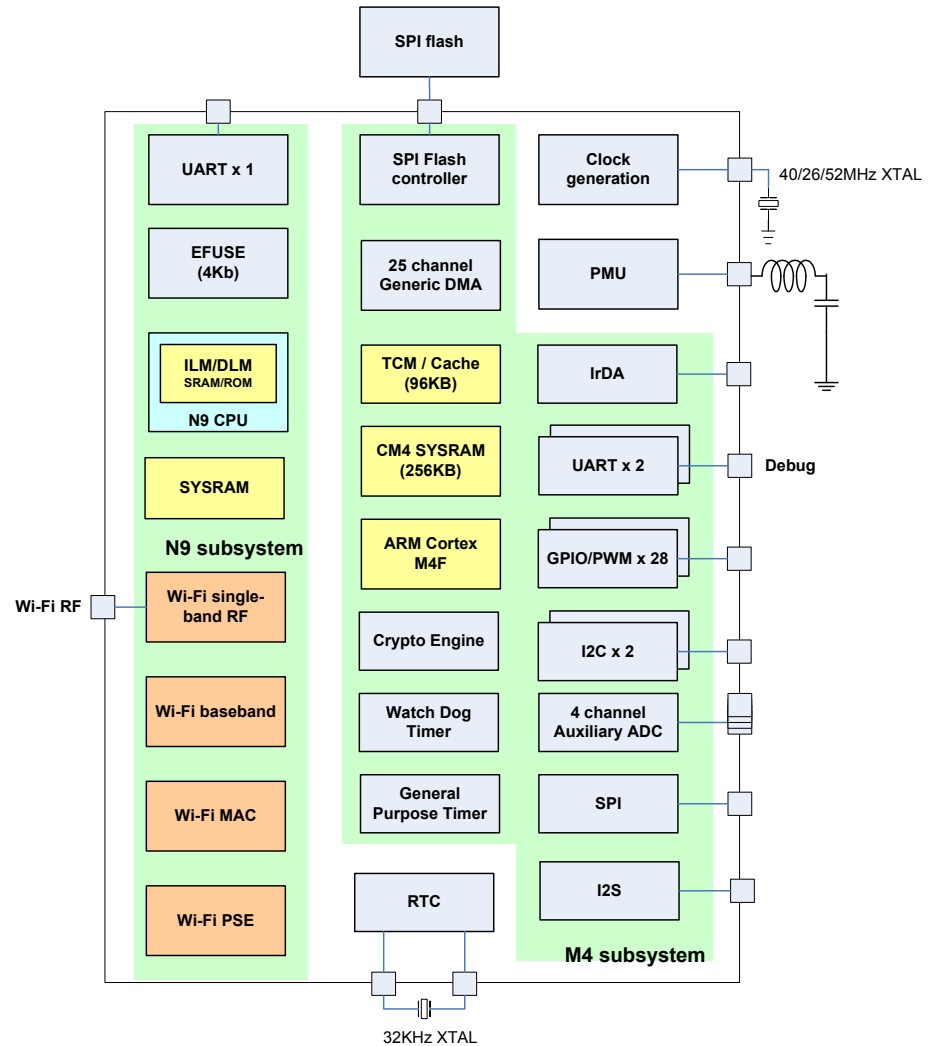 SPI flash
UART x 1
EFUSE
(4Kb)
ILM/DLM
SRAM/ROM
N9 CPU
SYSRAM
N9 subsystem
Wi-Fi RF
Wi-Fi single-
band RF
Wi-Fi baseband
Wi-Fi MAC
Wi-Fi PSE
SPI Flash
controller
25 channel
Generic DMA
TCM / Cache
(96KB)
CM4 SYSRAM
(256KB)
ARM Cortex
M4F
Crypto Engine
Watch Dog
Timer
General
Purpose Timer
RTC
32KHz XTAL
Clock
generation
40/26/52MHz XTAL
PMU
IrDA
UART x 2
Debug
GPIO/PWM x 28
I2C x 2
4 channel
Auxiliary ADC
SPI
I2S
M4 subsystem